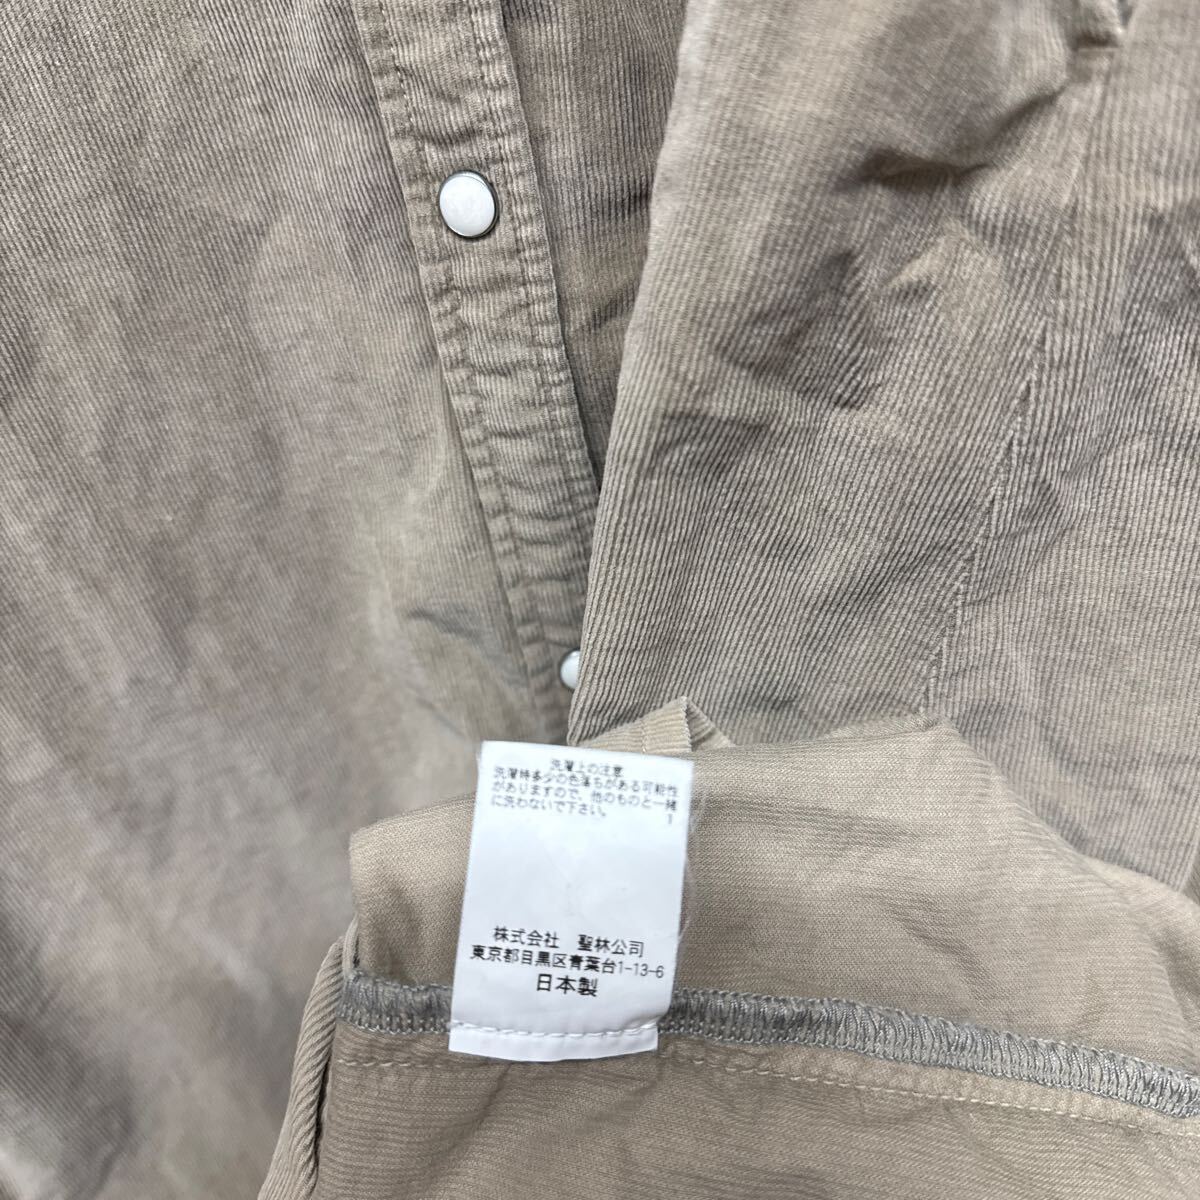 洗濯上の注意
洗濯時多少の色落ちがある可能性
がありますので、他のものと一緒
に洗わないで下さい。
1
株式会社 聖林公司
東京都目黒区青葉台1-13-6
日本製